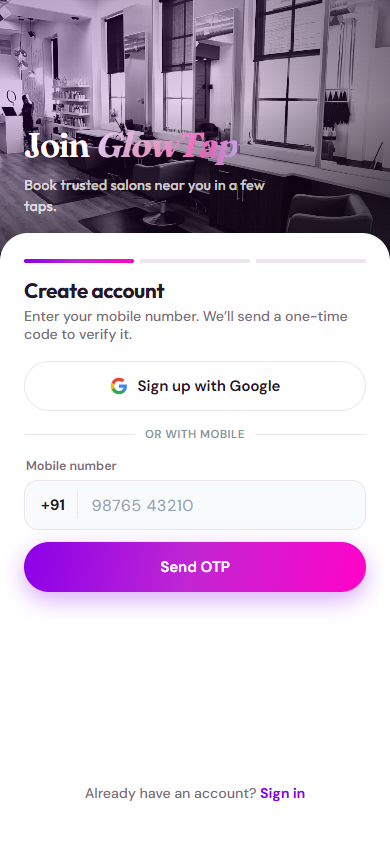 Join GlowTap
Book trusted salons near you in a few
taps.
Create account
Enter your mobile number. We’ll send a one-time
code to verify it.
Sign up with Google
OR WITH MOBILE
Mobile number
+91 98765 43210
Send OTP
Already have an account? Sign in